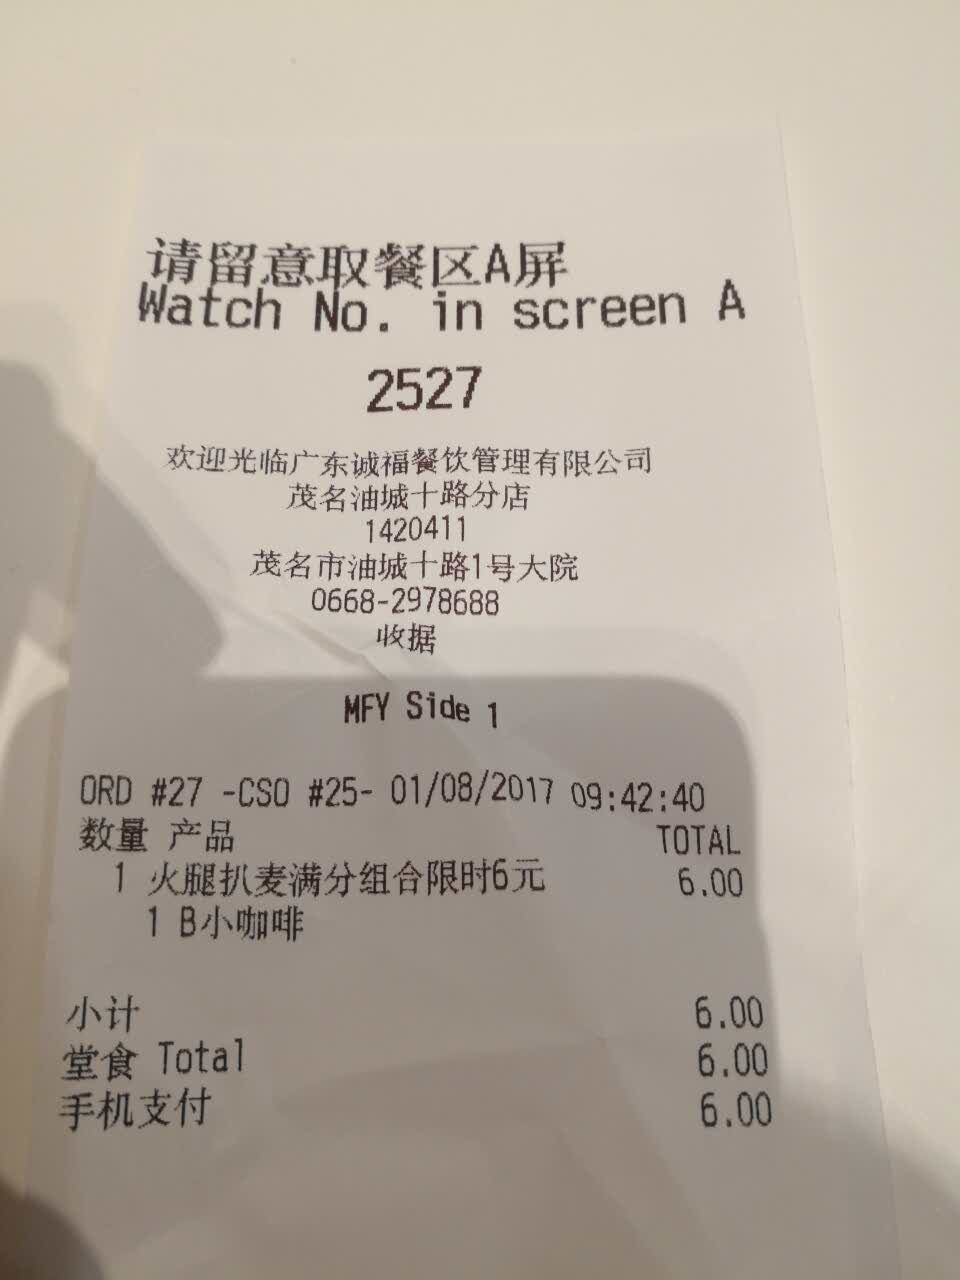 请留意取餐区A屏
Watch No. in screen A
2527
欢迎光临广东诚福餐饮管理有限公司
茂名油城十路分店
1420411
茂名市油城十路1号大院
0668-2978688
收据
MFY Side 1
ORD #27 -CSO #25- 01/08/2017 09:42:40
数量 产品 TOTAL
1 火腿扒麦满分组合限时6元 6.00
1 B小咖啡
小计 6.00
堂食 Total 6.00
手机支付 6.00